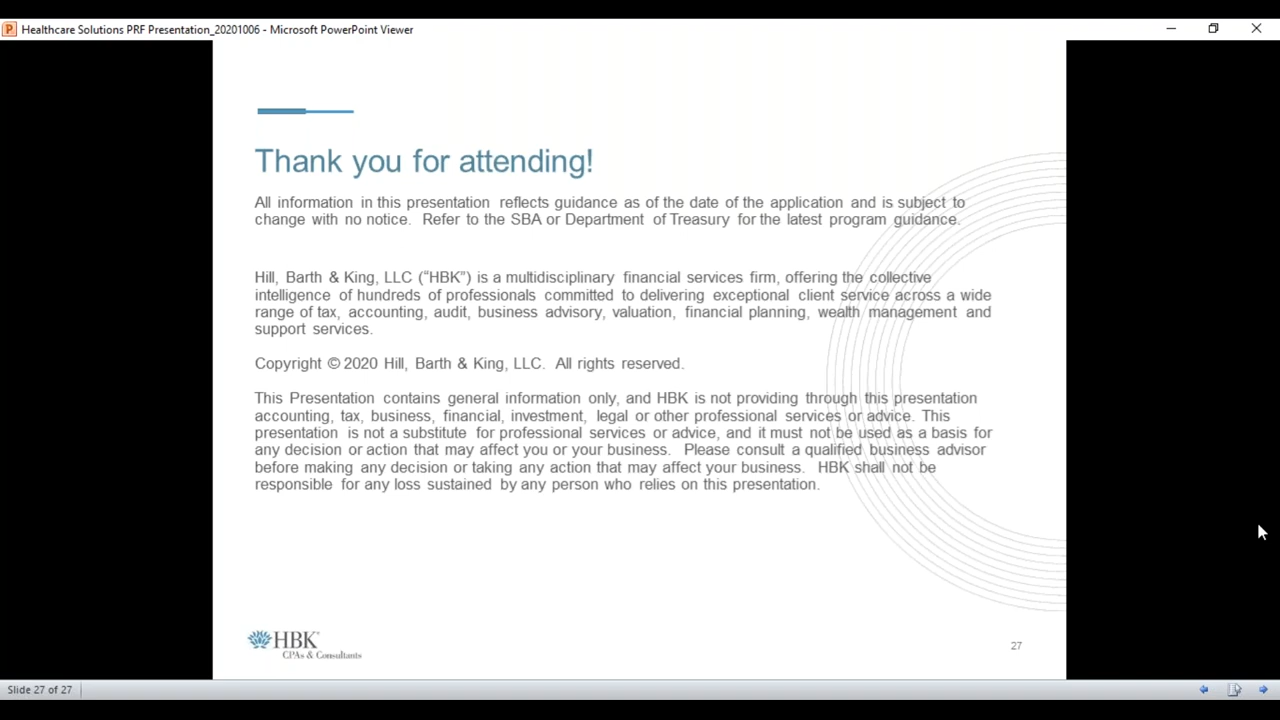 Healthcare Solutions PRF Presentation_20201006 - Microsoft PowerPoint Viewer
Thank you for attending!
All information in this presentation reflects guidance as of the date of the application and is subject to
change with no notice. Refer to the SBA or Department of Treasury for the latest program guidance.
Hill, Barth & King, LLC (“HBK”) is a multidisciplinary financial services firm, offering the collective
intelligence of hundreds of professionals committed to delivering exceptional client service across a wide
range of tax, accounting, audit, business advisory, valuation, financial planning, wealth management and
support services.
Copyright © 2020 Hill, Barth & King, LLC. All rights reserved.
This Presentation contains general information only, and HBK is not providing through this presentation
accounting, tax, business, financial, investment, legal or other professional services or advice. This
presentation is not a substitute for professional services or advice, and it must not be used as a basis for
any decision or action that may affect you or your business. Please consult a qualified business advisor
before making any decision or taking any action that may affect your business. HBK shall not be
responsible for any loss sustained by any person who relies on this presentation.
HBK
CPAs & Consultants
27
Slide 27 of 27